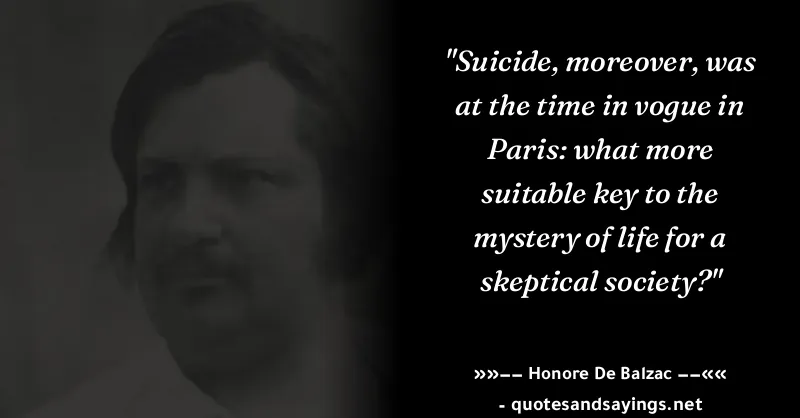 "Suicide, moreover, was
at the time in vogue in
Paris: what more
suitable key to the
mystery of life for a
skeptical society?"
»»–– Honore De Balzac ––««
- quotesandsayings.net